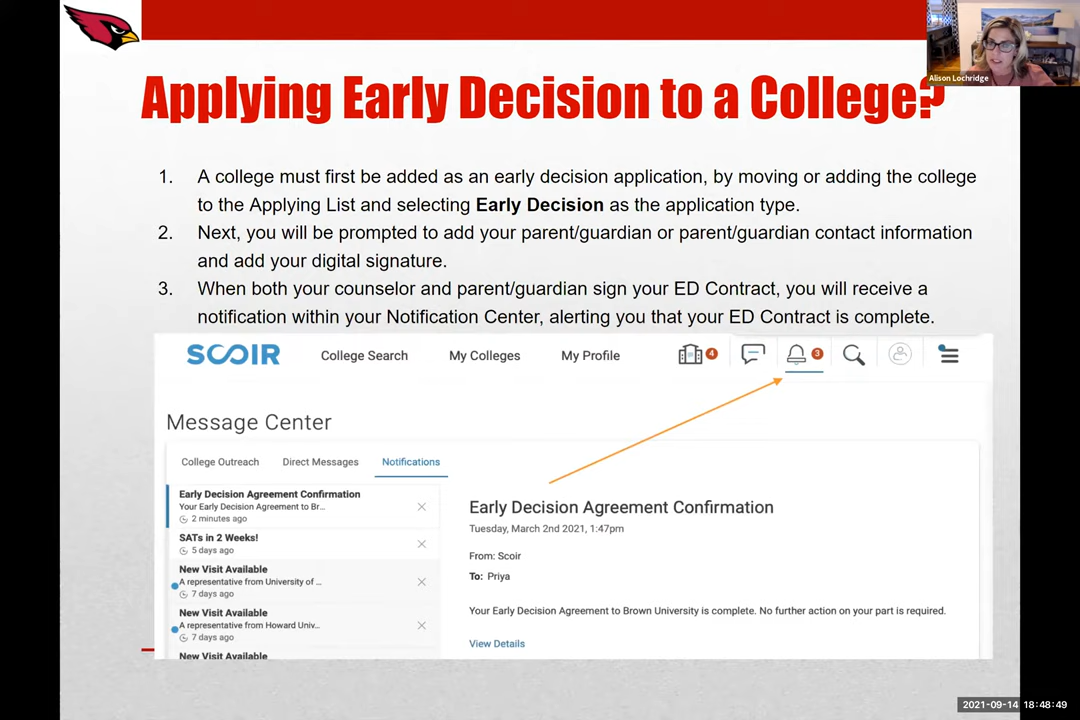 Alison Lochridge
Applying Early Decision to a College?
1. A college must first be added as an early decision application, by moving or adding the college
to the Applying List and selecting Early Decision as the application type.
2. Next, you will be prompted to add your parent/guardian or parent/guardian contact information
and add your digital signature.
3. When both your counselor and parent/guardian sign your ED Contract, you will receive a
notification within your Notification Center, alerting you that your ED Contract is complete.
SCOIR College Search My Colleges My Profile 4 3
Message Center
College Outreach Direct Messages Notifications
Early Decision Agreement Confirmation
Your Early Decision Agreement to Br...
2 minutes ago
SATs in 2 Weeks!
5 days ago
New Visit Available
A representative from University of ...
7 days ago
New Visit Available
A representative from Howard Univ...
7 days ago
New Visit Available
Early Decision Agreement Confirmation
Tuesday, March 2nd 2021, 1:47pm
From: Scoir
To: Priya
Your Early Decision Agreement to Brown University is complete. No further action on your part is required.
View Details
2021-09-14 18:48:49